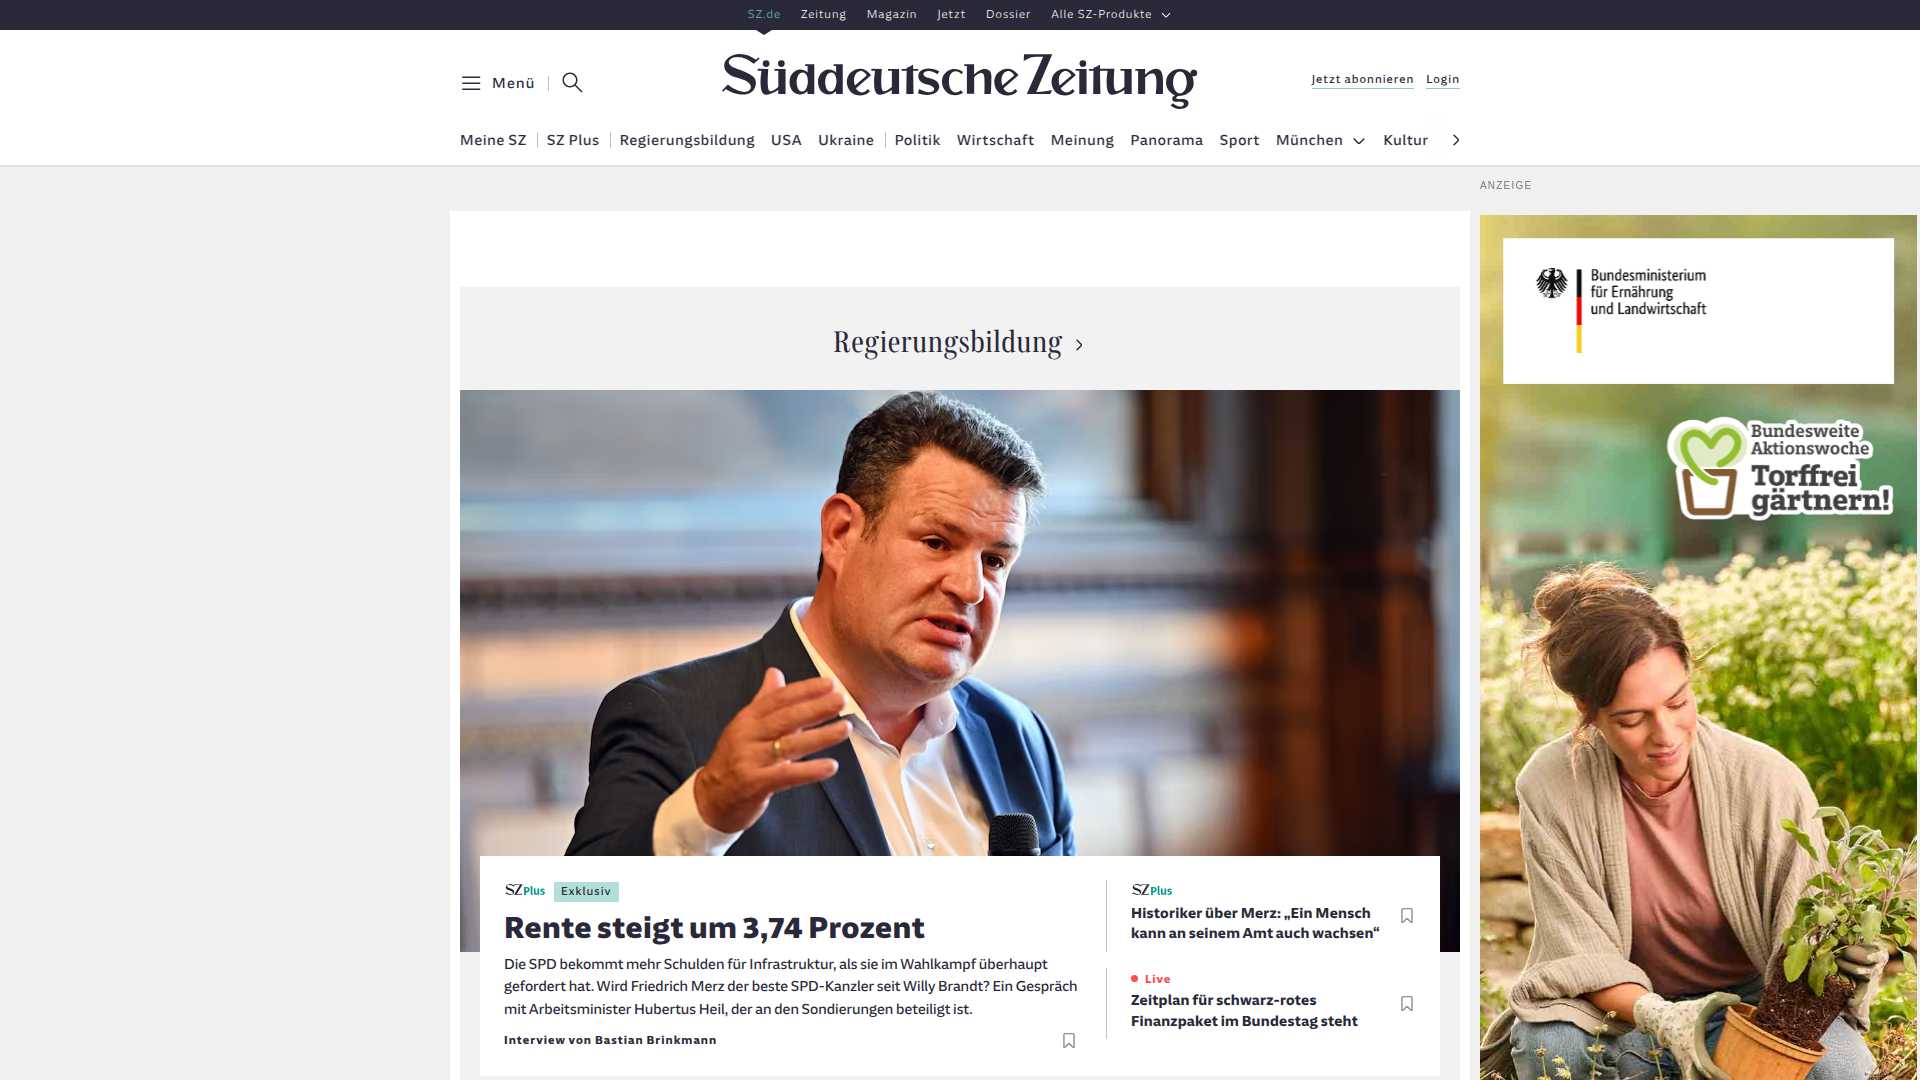 SZ.de Zeitung Magazin Jetzt Dossier Alle SZ-Produkte
Menü
Süddeutsche Zeitung
Jetzt abonnieren Login
Meine SZ SZ Plus Regierungsbildung USA Ukraine Politik Wirtschaft Meinung Panorama Sport München Kultur
ANZEIGE
Regierungsbildung
SZ Plus Exklusiv
Rente steigt um 3,74 Prozent
Die SPD bekommt mehr Schulden für Infrastruktur, als sie im Wahlkampf überhaupt
gefordert hat. Wird Friedrich Merz der beste SPD-Kanzler seit Willy Brandt? Ein Gespräch
mit Arbeitsminister Hubertus Heil, der an den Sondierungen beteiligt ist.
Interview von Bastian Brinkmann
SZ Plus
Historiker über Merz: „Ein Mensch
kann an seinem Amt auch wachsen“
Live
Zeitplan für schwarz-rotes
Finanzpaket im Bundestag steht
Bundesministerium
für Ernährung
und Landwirtschaft
Bundesweite
Aktionswoche
Torffrei
gärtnern!